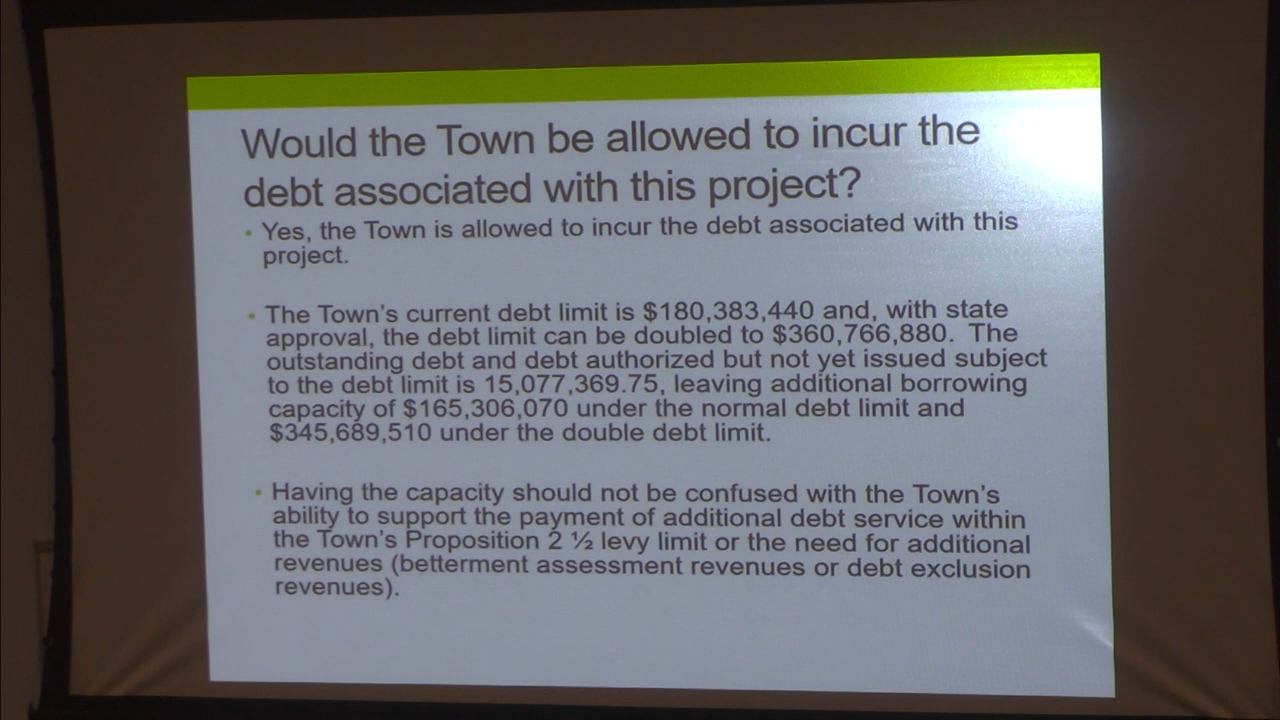 Would the Town be allowed to incur the
debt associated with this project?
• Yes, the Town is allowed to incur the debt associated with this
project.
• The Town's current debt limit is $180,383,440 and, with state
approval, the debt limit can be doubled to $360,766,880. The
outstanding debt and debt authorized but not yet issued subject
to the debt limit is 15,077,369.75, leaving additional borrowing
capacity of $165,306,070 under the normal debt limit and
$345,689,510 under the double debt limit.
• Having the capacity should not be confused with the Town's
ability to support the payment of additional debt service within
the Town's Proposition 2 ½ levy limit or the need for additional
revenues (betterment assessment revenues or debt exclusion
revenues).